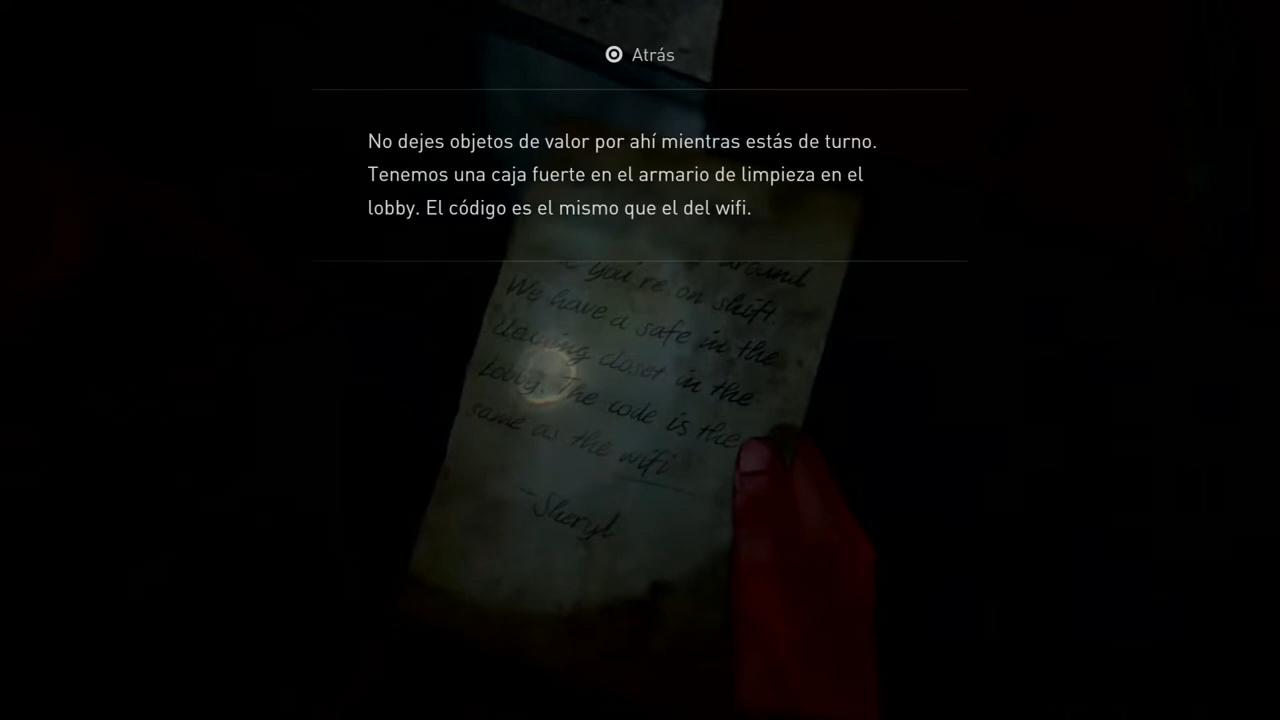 Atrás
No dejes objetos de valor por ahí mientras estás de turno.
Tenemos una caja fuerte en el armario de limpieza en el
lobby. El código es el mismo que el del wifi.
you're around
on shift.
We have a safe in the
cleaning closet in the
Lobby. The code is the
same as the wifi
-Sheryl